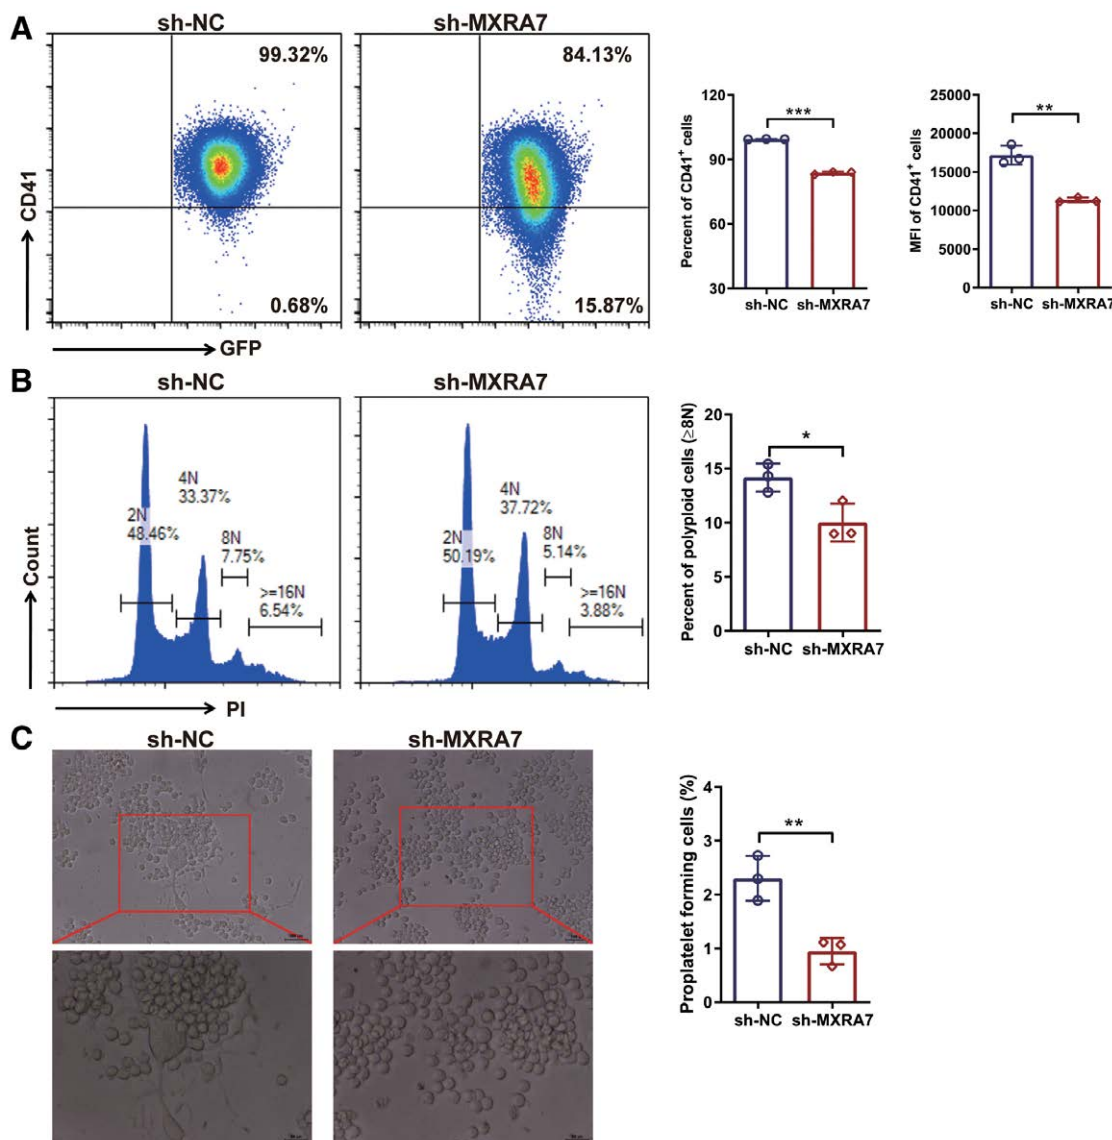 A
sh-NC
sh-MXRA7
99.32%
84.13%
0.68%
15.87%
CD41
GFP
Percent of CD41+ cells
120
90
60
30
***
sh-NC sh-MXRA7
MFI of CD41+ cells
25000
20000
15000
10000
5000
0
**
sh-NC sh-MXRA7
B
sh-NC
sh-MXRA7
Count
PI
2N
48.46%
4N
33.37%
8N
7.75%
>=16N
6.54%
2N
50.19%
4N
37.72%
8N
5.14%
>=16N
3.88%
Percent of polyploid cells (≥8N)
20
15
10
5
0
*
sh-NC sh-MXRA7
C
sh-NC
sh-MXRA7
Proplatelet forming cells (%)
4
3
2
1
0
**
sh-NC sh-MXRA7